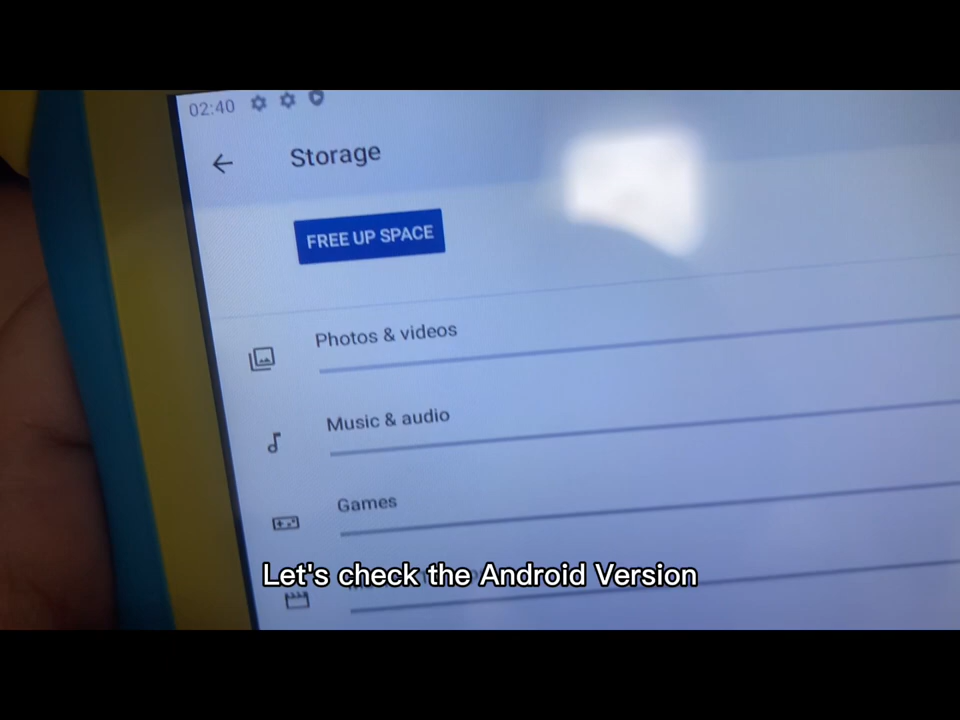 02:40
Storage
FREE UP SPACE
Photos & videos
Music & audio
Games
Let's check the Android Version